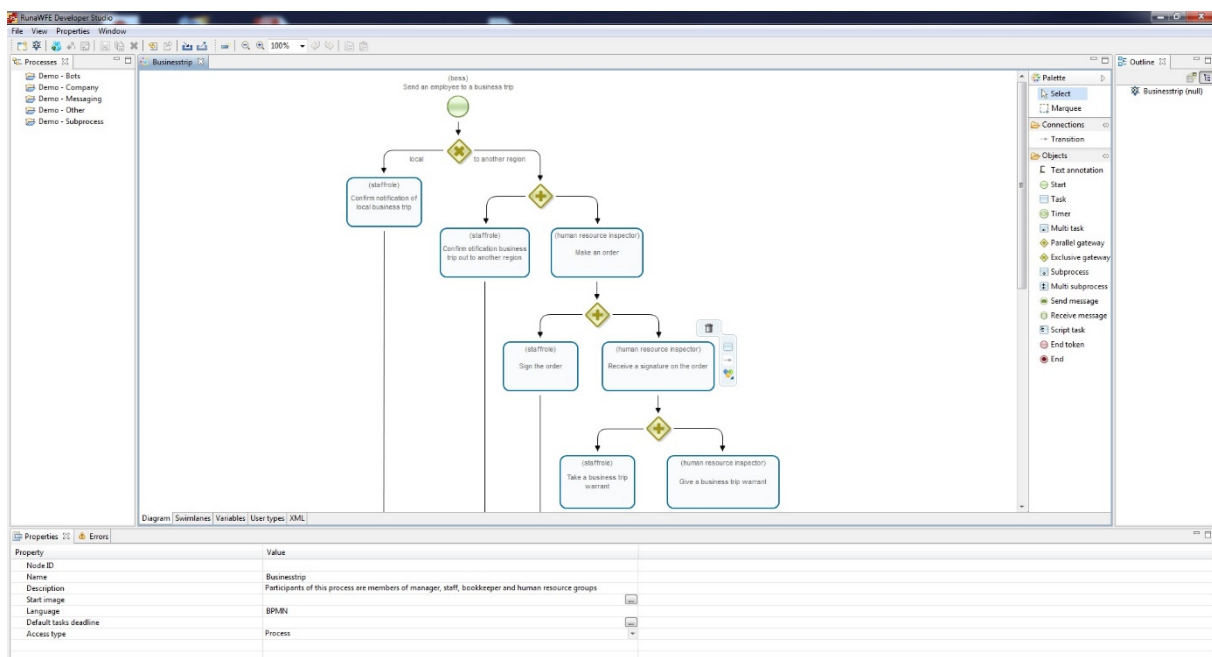 RunaWFE Developer Studio
File View Properties Window
100%
Processes
Demo - Bots
Demo - Company
Demo - Messaging
Demo - Other
Demo - Subprocess
Businesstrip
(boss)
Send an employee to a business trip
local
to another region
(staffrole)
Confirm notification of
local business trip
(staffrole)
Confirm otification business
trip out to another region
(human resource inspector)
Make an order
(staffrole)
Sign the order
(human resource inspector)
Receive a signature on the order
(staffrole)
Take a business trip
warrant
(human resource inspector)
Give a business trip warrant
Diagram Swimlanes Variables User types XML
Palette
Select
Marquee
Connections
Transition
Objects
Text annotation
Start
Task
Timer
Multi task
Parallel gateway
Exclusive gateway
Subprocess
Multi subprocess
Send message
Receive message
Script task
End token
End
Outline
Businesstrip (null)
Properties Errors
Property Value
Node ID
Name Businesstrip
Description Participants of this process are members of manager, staff, bookkeeper and human resource groups
Start image
Language BPMN
Default tasks deadline
Access type Process